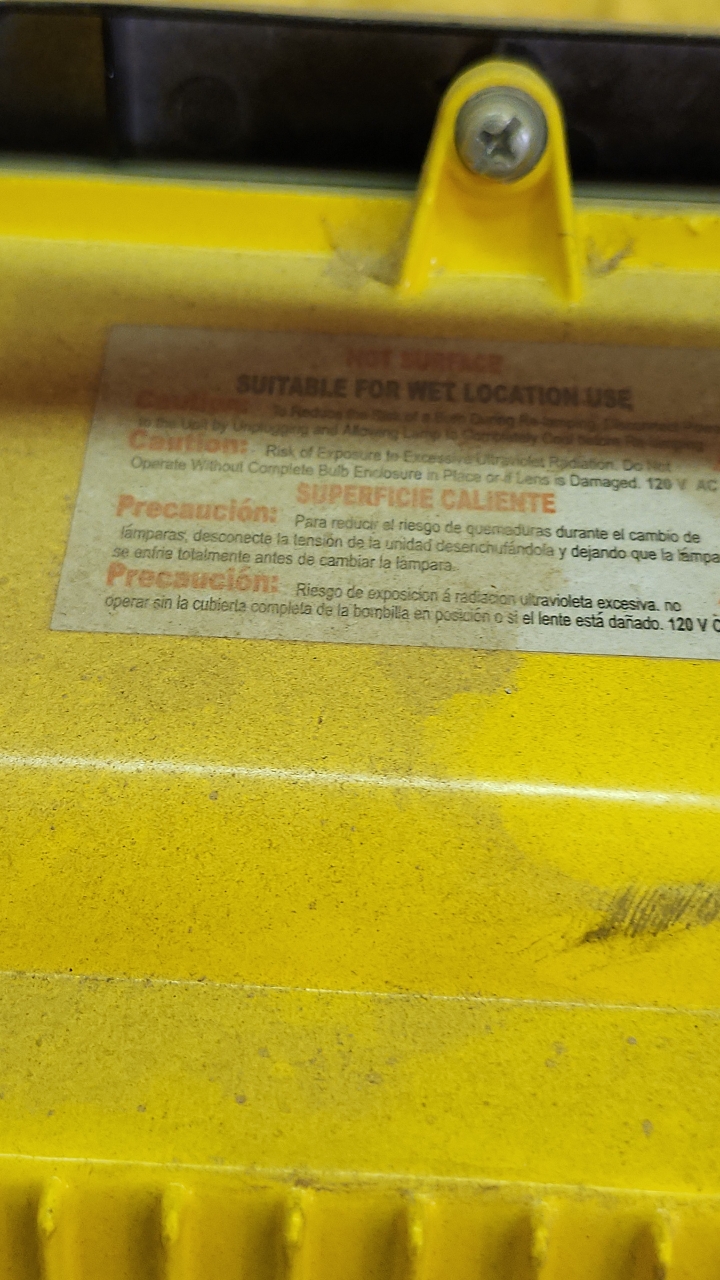 HOT SURFACE
SUITABLE FOR WET LOCATION USE
Caution: To Reduce the Risk of a Burn During Re-lamping, Disconnect Power
to the Unit by Unplugging and Allowing Lamp to Completely Cool before Re-lamping
Caution: Risk of Exposure to Excessive Ultraviolet Radiation. Do Not
Operate Without Complete Bulb Enclosure in Place or if Lens is Damaged. 120 V AC
SUPERFICIE CALIENTE
Precaución: Para reducir el riesgo de quemaduras durante el cambio de
lámparas, desconecte la tensión de la unidad desenchufándola y dejando que la lámpa
se enfríe totalmente antes de cambiar la lámpara.
Precaución: Riesgo de exposición á radiación ultravioleta excesiva. no
operar sin la cubierta completa de la bombilla en posición o si el lente está dañado. 120 V C